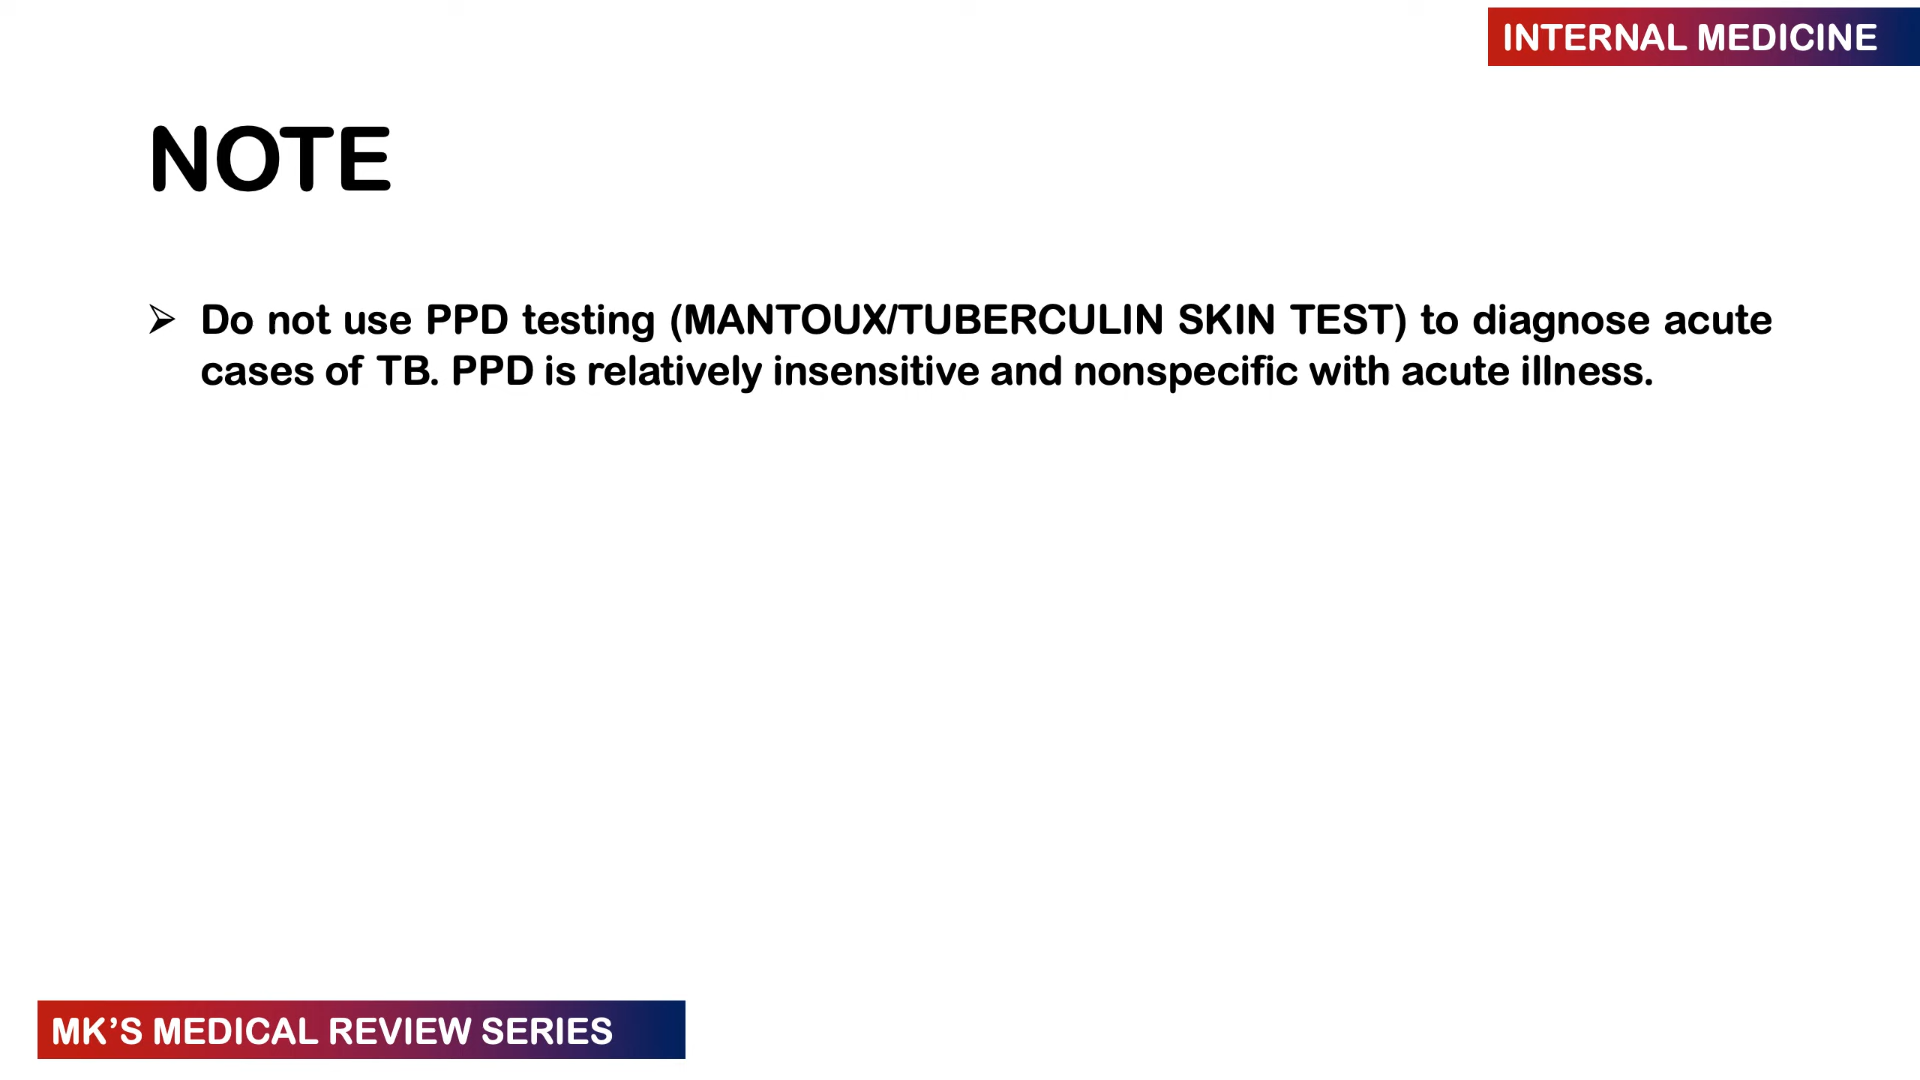 INTERNAL MEDICINE
NOTE
➢ Do not use PPD testing (MANTOUX/TUBERCULIN SKIN TEST) to diagnose acute
cases of TB. PPD is relatively insensitive and nonspecific with acute illness.
MK’S MEDICAL REVIEW SERIES